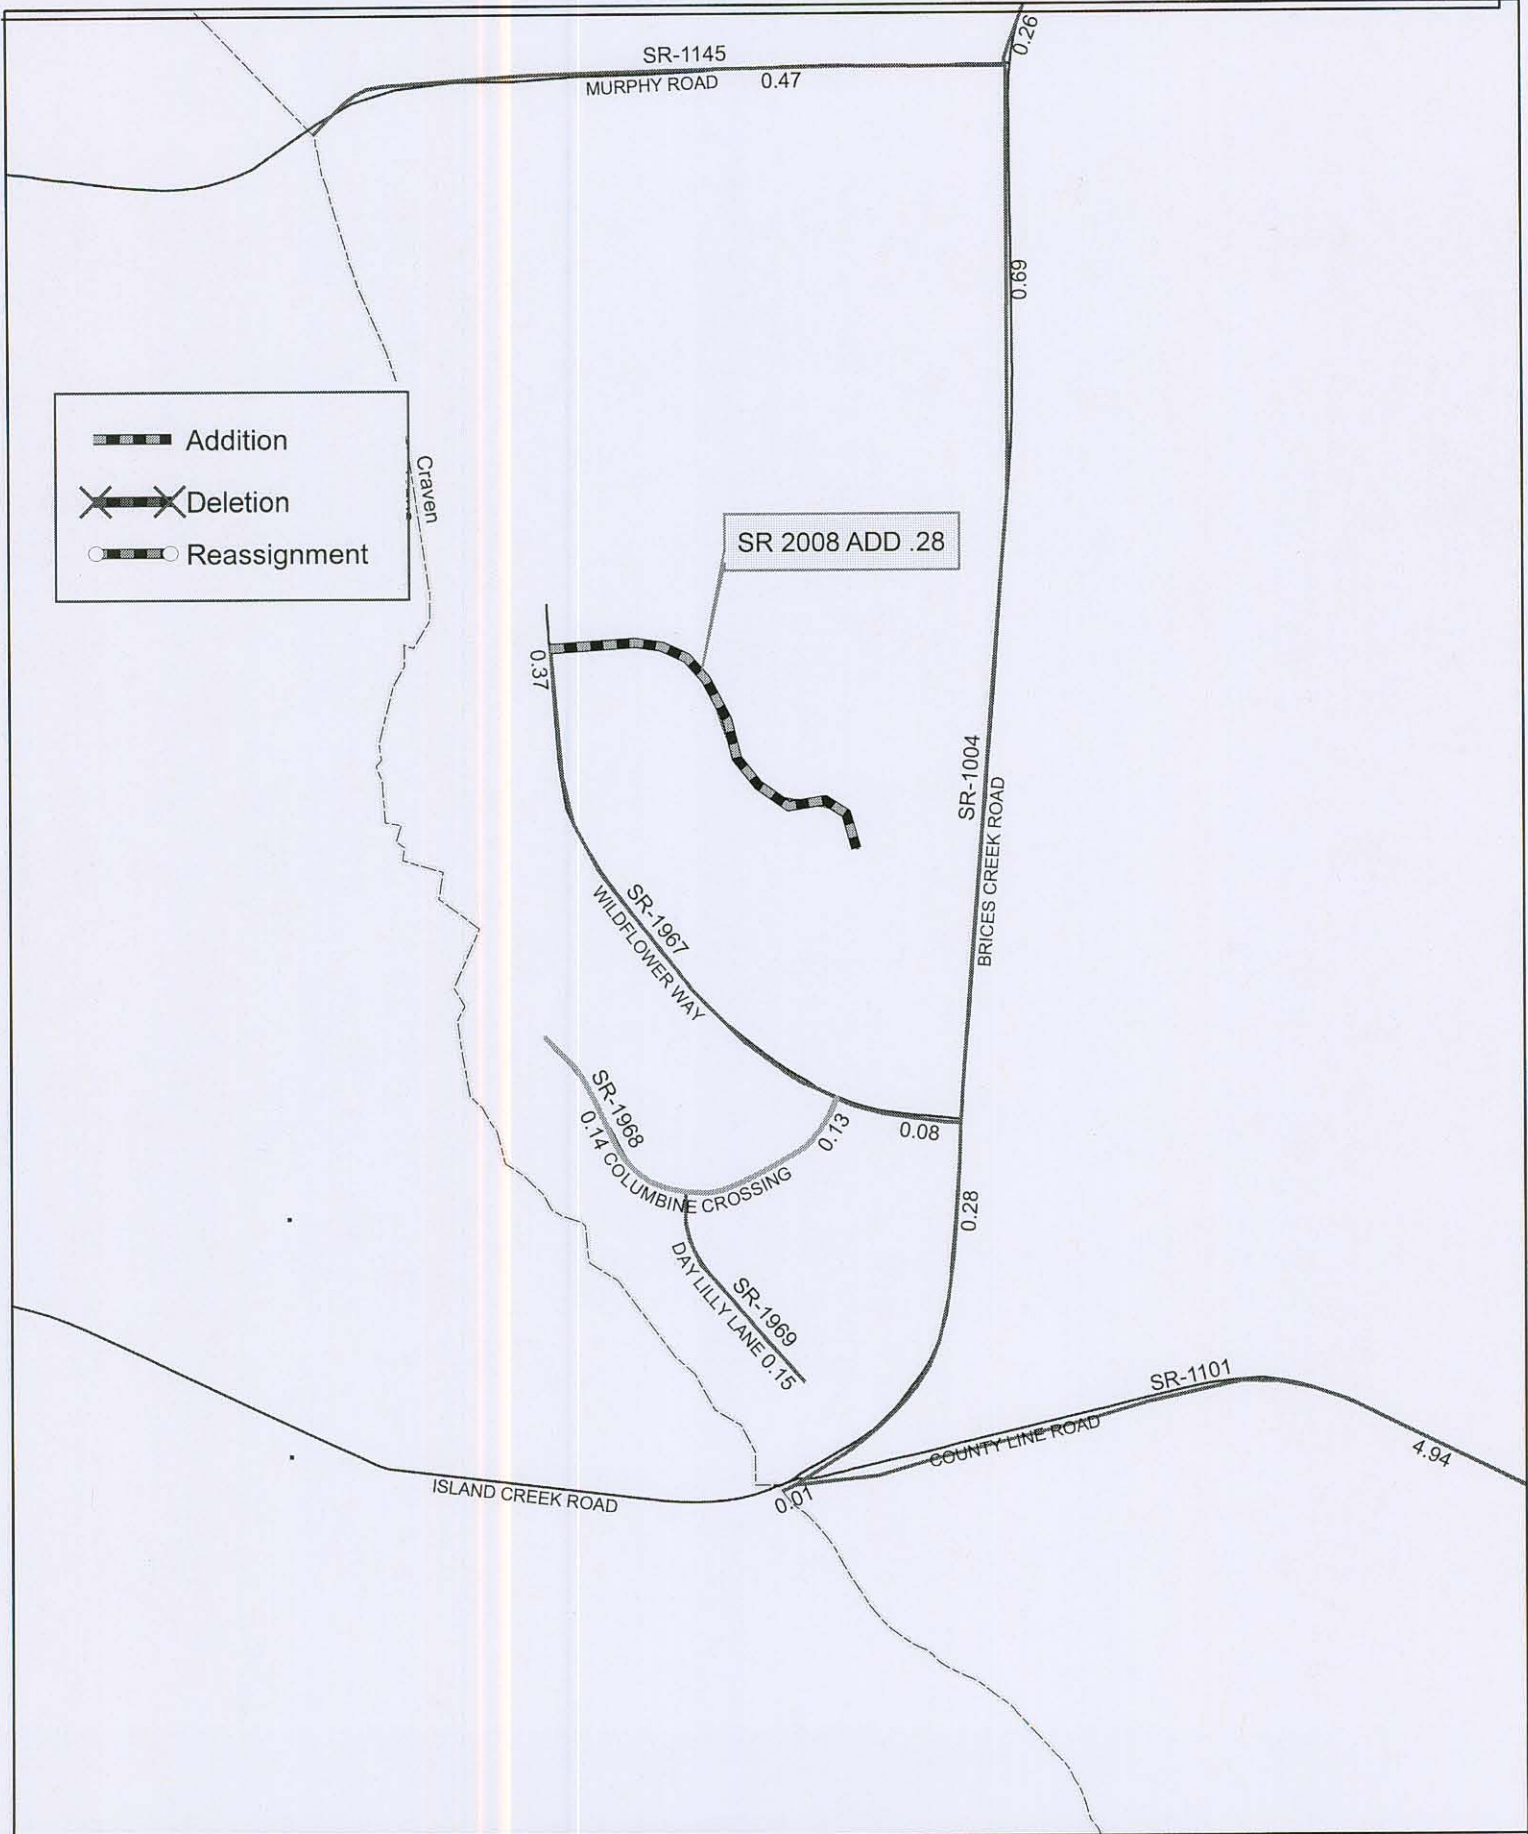 0.26
SR-1145
MURPHY ROAD 0.47
0.69
Addition
Deletion
Reassignment
Craven
SR 2008 ADD .28
0.37
SR-1004
BRICES CREEK ROAD
SR-1967
WILDFLOWER WAY
SR-1968
0.14 COLUMBINE CROSSING
0.13
0.08
0.28
SR-1969
DAY LILLY LANE 0.15
SR-1101
COUNTY LINE ROAD
4.94
ISLAND CREEK ROAD
0.01